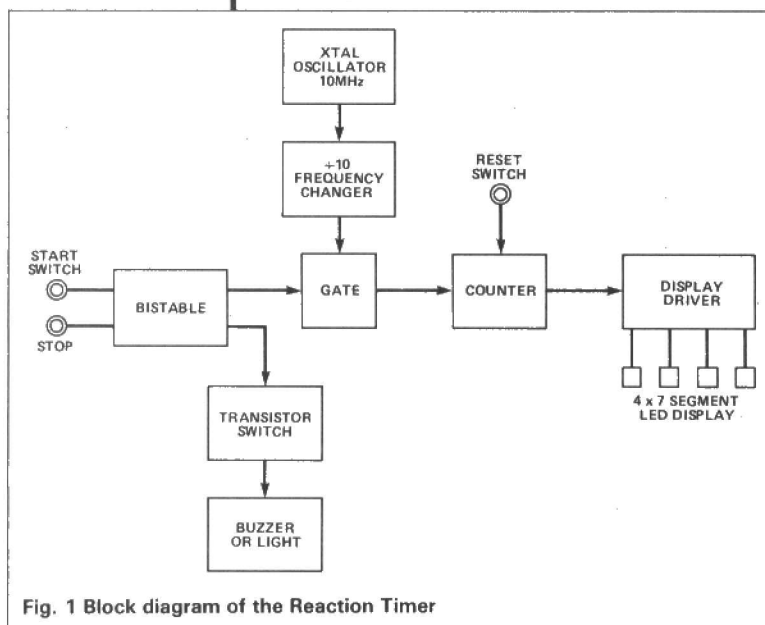 XTAL
OSCILLATOR
10MHz
÷10
FREQUENCY
CHANGER
RESET
SWITCH
START
SWITCH
STOP
BISTABLE
GATE
COUNTER
DISPLAY
DRIVER
4 x 7 SEGMENT
LED DISPLAY
TRANSISTOR
SWITCH
BUZZER
OR LIGHT
Fig. 1 Block diagram of the Reaction Timer